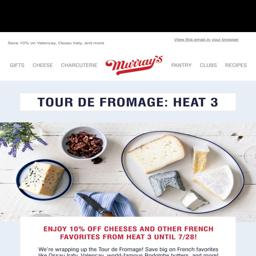 Save 10% on Valencay, Ossau Iraty, and more
View this email in your browser
GIFTS CHEESE CHARCUTERIE Murray's PANTRY CLUBS RECIPES
TOUR DE FROMAGE: HEAT 3
ENJOY 10% OFF CHEESES AND OTHER FRENCH
FAVORITES FROM HEAT 3 UNTIL 7/28!
We're wrapping up the Tour de Fromage! Save big on French favorites
like Ossau Iraty, Valencay, world-famous Rodolphe butters, and more!